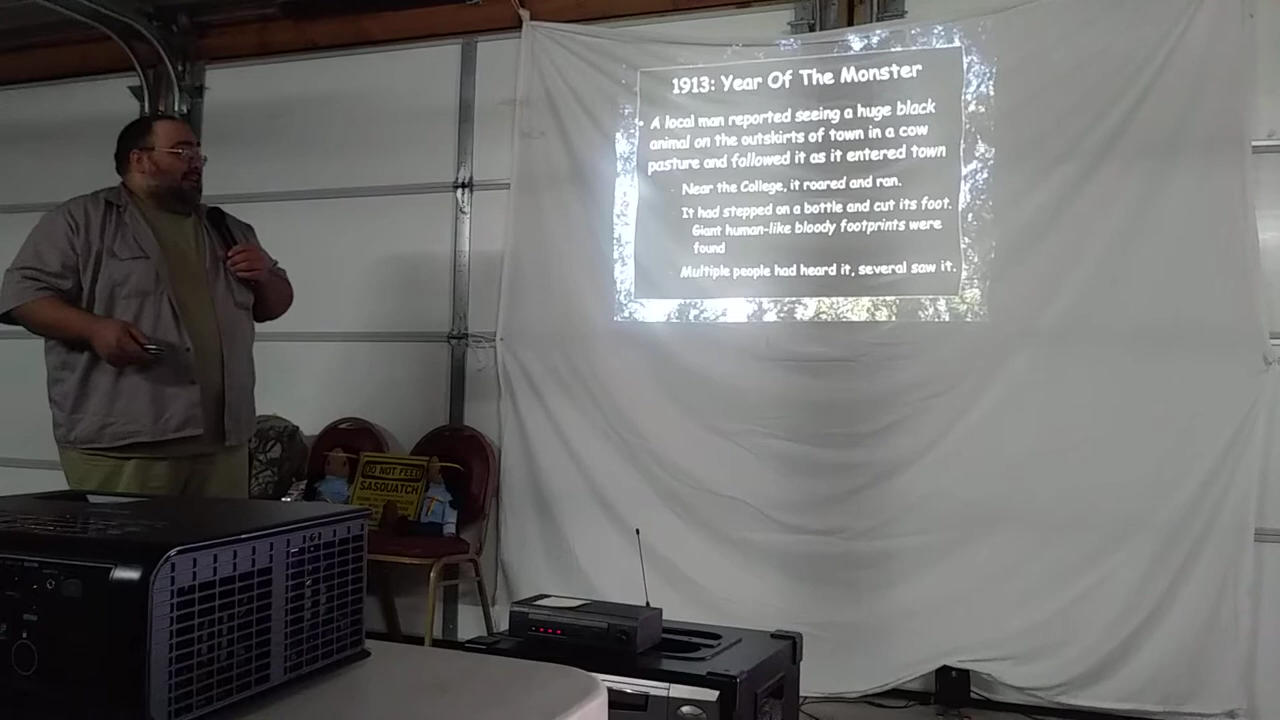 1913: Year Of The Monster
• A local man reported seeing a huge black
animal on the outskirts of town in a cow
pasture and followed it as it entered town
Near the College, it roared and ran.
It had stepped on a bottle and cut its foot.
Giant human-like bloody footprints were
found
Multiple people had heard it, several saw it.
DO NOT FEED
SASQUATCH